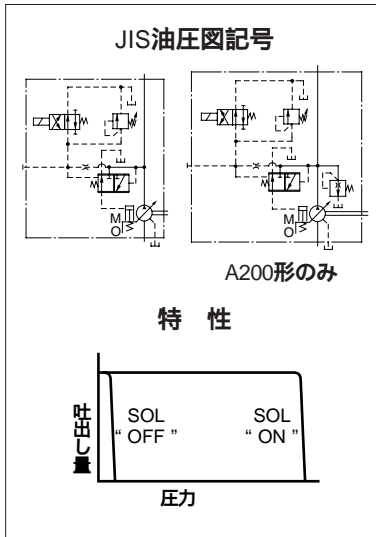 JIS油圧図記号
M
O
M
O
A200形のみ
特 性
吐出し量
SOL
“ OFF ”
SOL
“ ON ”
圧力